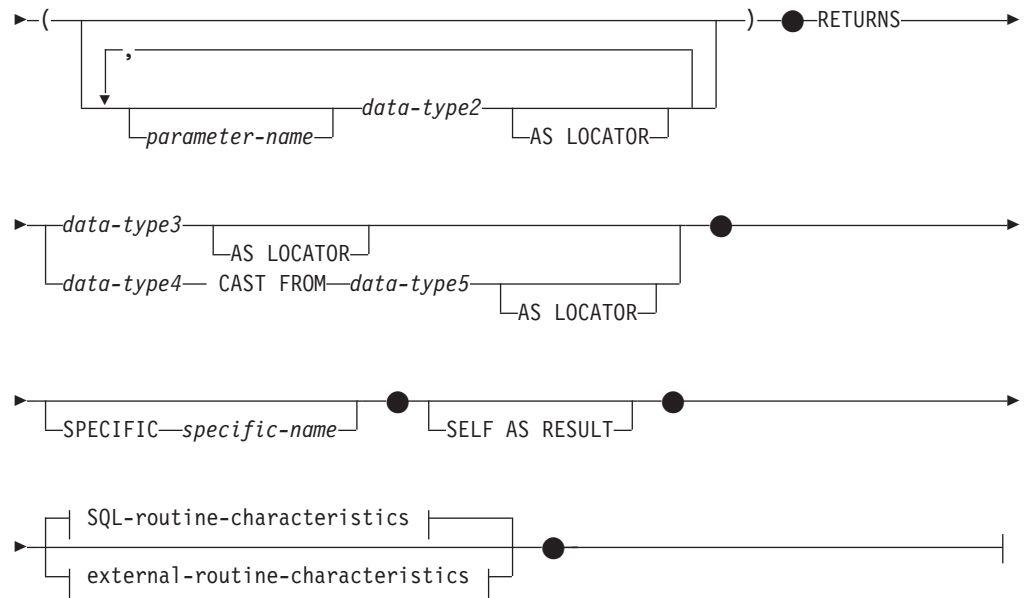 ( ) RETURNS
,
data-type2
parameter-name AS LOCATOR
data-type3
AS LOCATOR
data-type4 CAST FROM data-type5
AS LOCATOR
SPECIFIC specific-name SELF AS RESULT
SQL-routine-characteristics
external-routine-characteristics